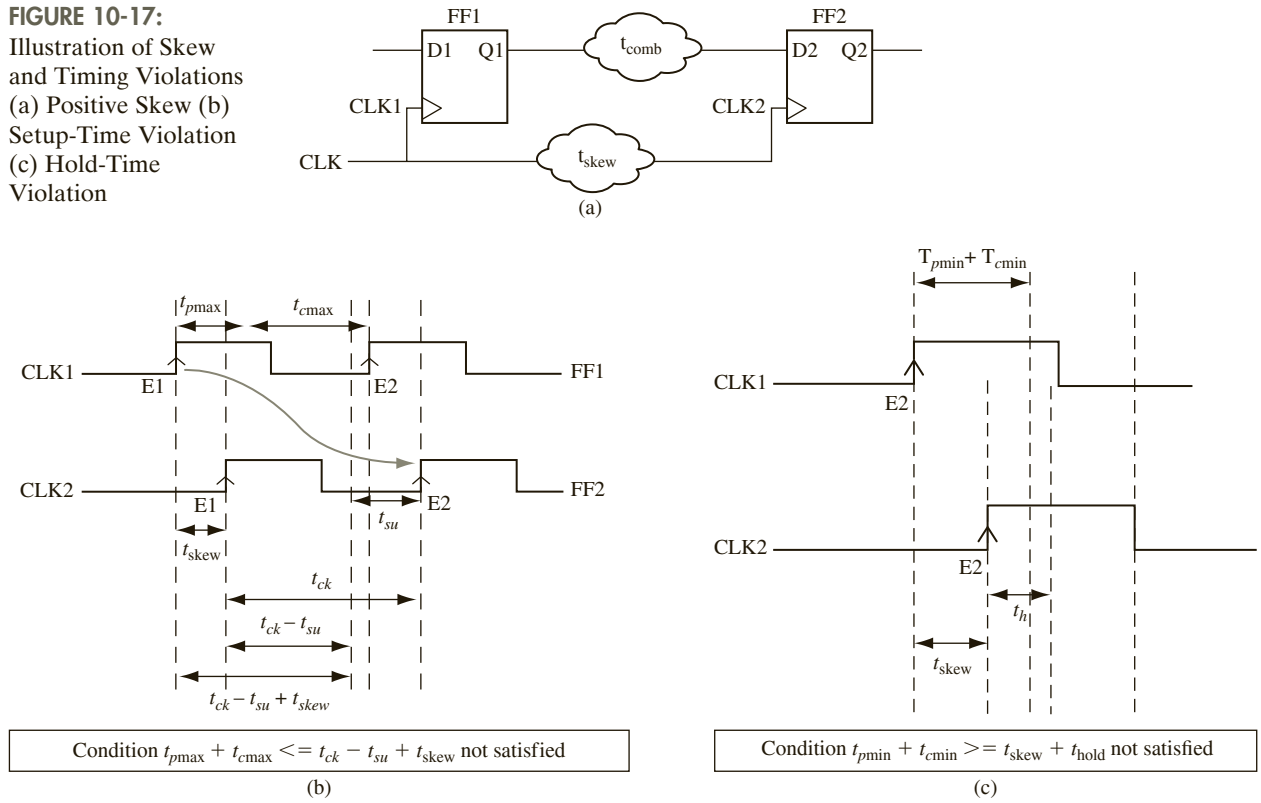 FIGURE 10-17:
Illustration of Skew
and Timing Violations
(a) Positive Skew (b)
Setup-Time Violation
(c) Hold-Time
Violation
FF1
FF2
D1 Q1
t_comb
D2 Q2
CLK1
CLK2
CLK
t_skew
(a)
t_pmax
t_cmax
CLK1
E1
E2
FF1
CLK2
E1
E2
FF2
t_su
t_skew
t_ck
t_ck – t_su
t_ck – t_su + t_skew
Condition t_pmax + t_cmax <= t_ck – t_su + t_skew not satisfied
(b)
T_pmin + T_cmin
CLK1
E2
CLK2
E2
t_h
t_skew
Condition t_pmin + t_cmin >= t_skew + t_hold not satisfied
(c)